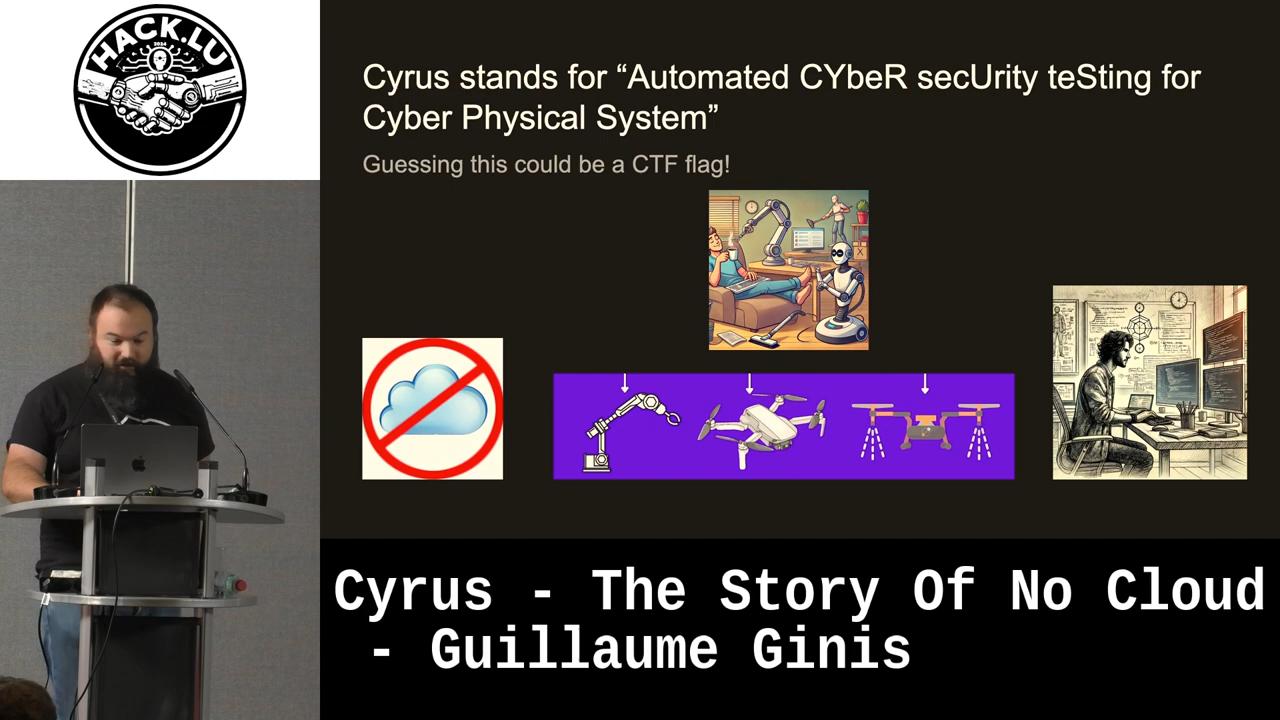 HACK.LU
2024
Cyrus stands for “Automated CYbeR secUrity teSting for
Cyber Physical System”
Guessing this could be a CTF flag!
Cyrus - The Story Of No Cloud
- Guillaume Ginis